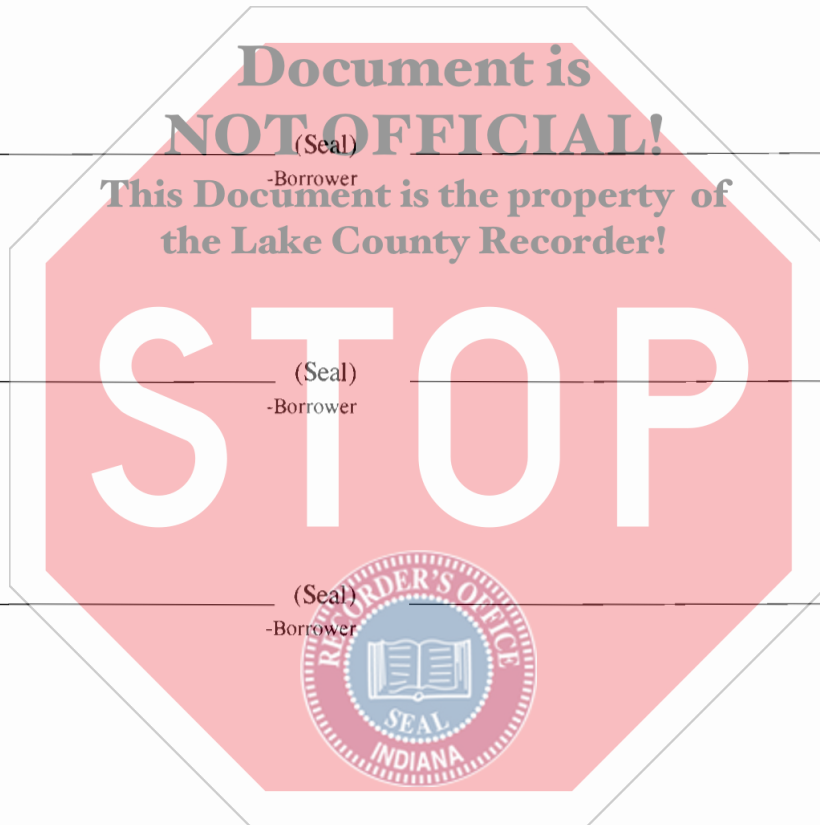 Document is
NOT OFFICIAL!
(Seal)
-Borrower
This Document is the property of
the Lake County Recorder!
STOP
(Seal)
-Borrower
(Seal)
-Borrower
RECORDER'S OFFICE
SEAL
INDIANA